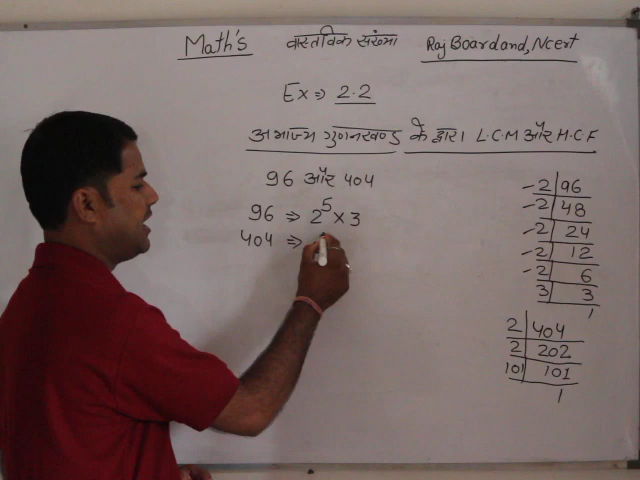 Math's वास्तविक संख्या Raj Board and, Ncert
Ex ⇒ 2.2
अभाज्य गुणनखण्ड के द्वारा L.C.M और H.C.F
96 और 404
96 ⇒ 2⁵ × 3
404 ⇒
-2 | 96
-2 | 48
-2 | 24
-2 | 12
-2 | 6
3 | 3
1
2 | 404
2 | 202
101 | 101
1